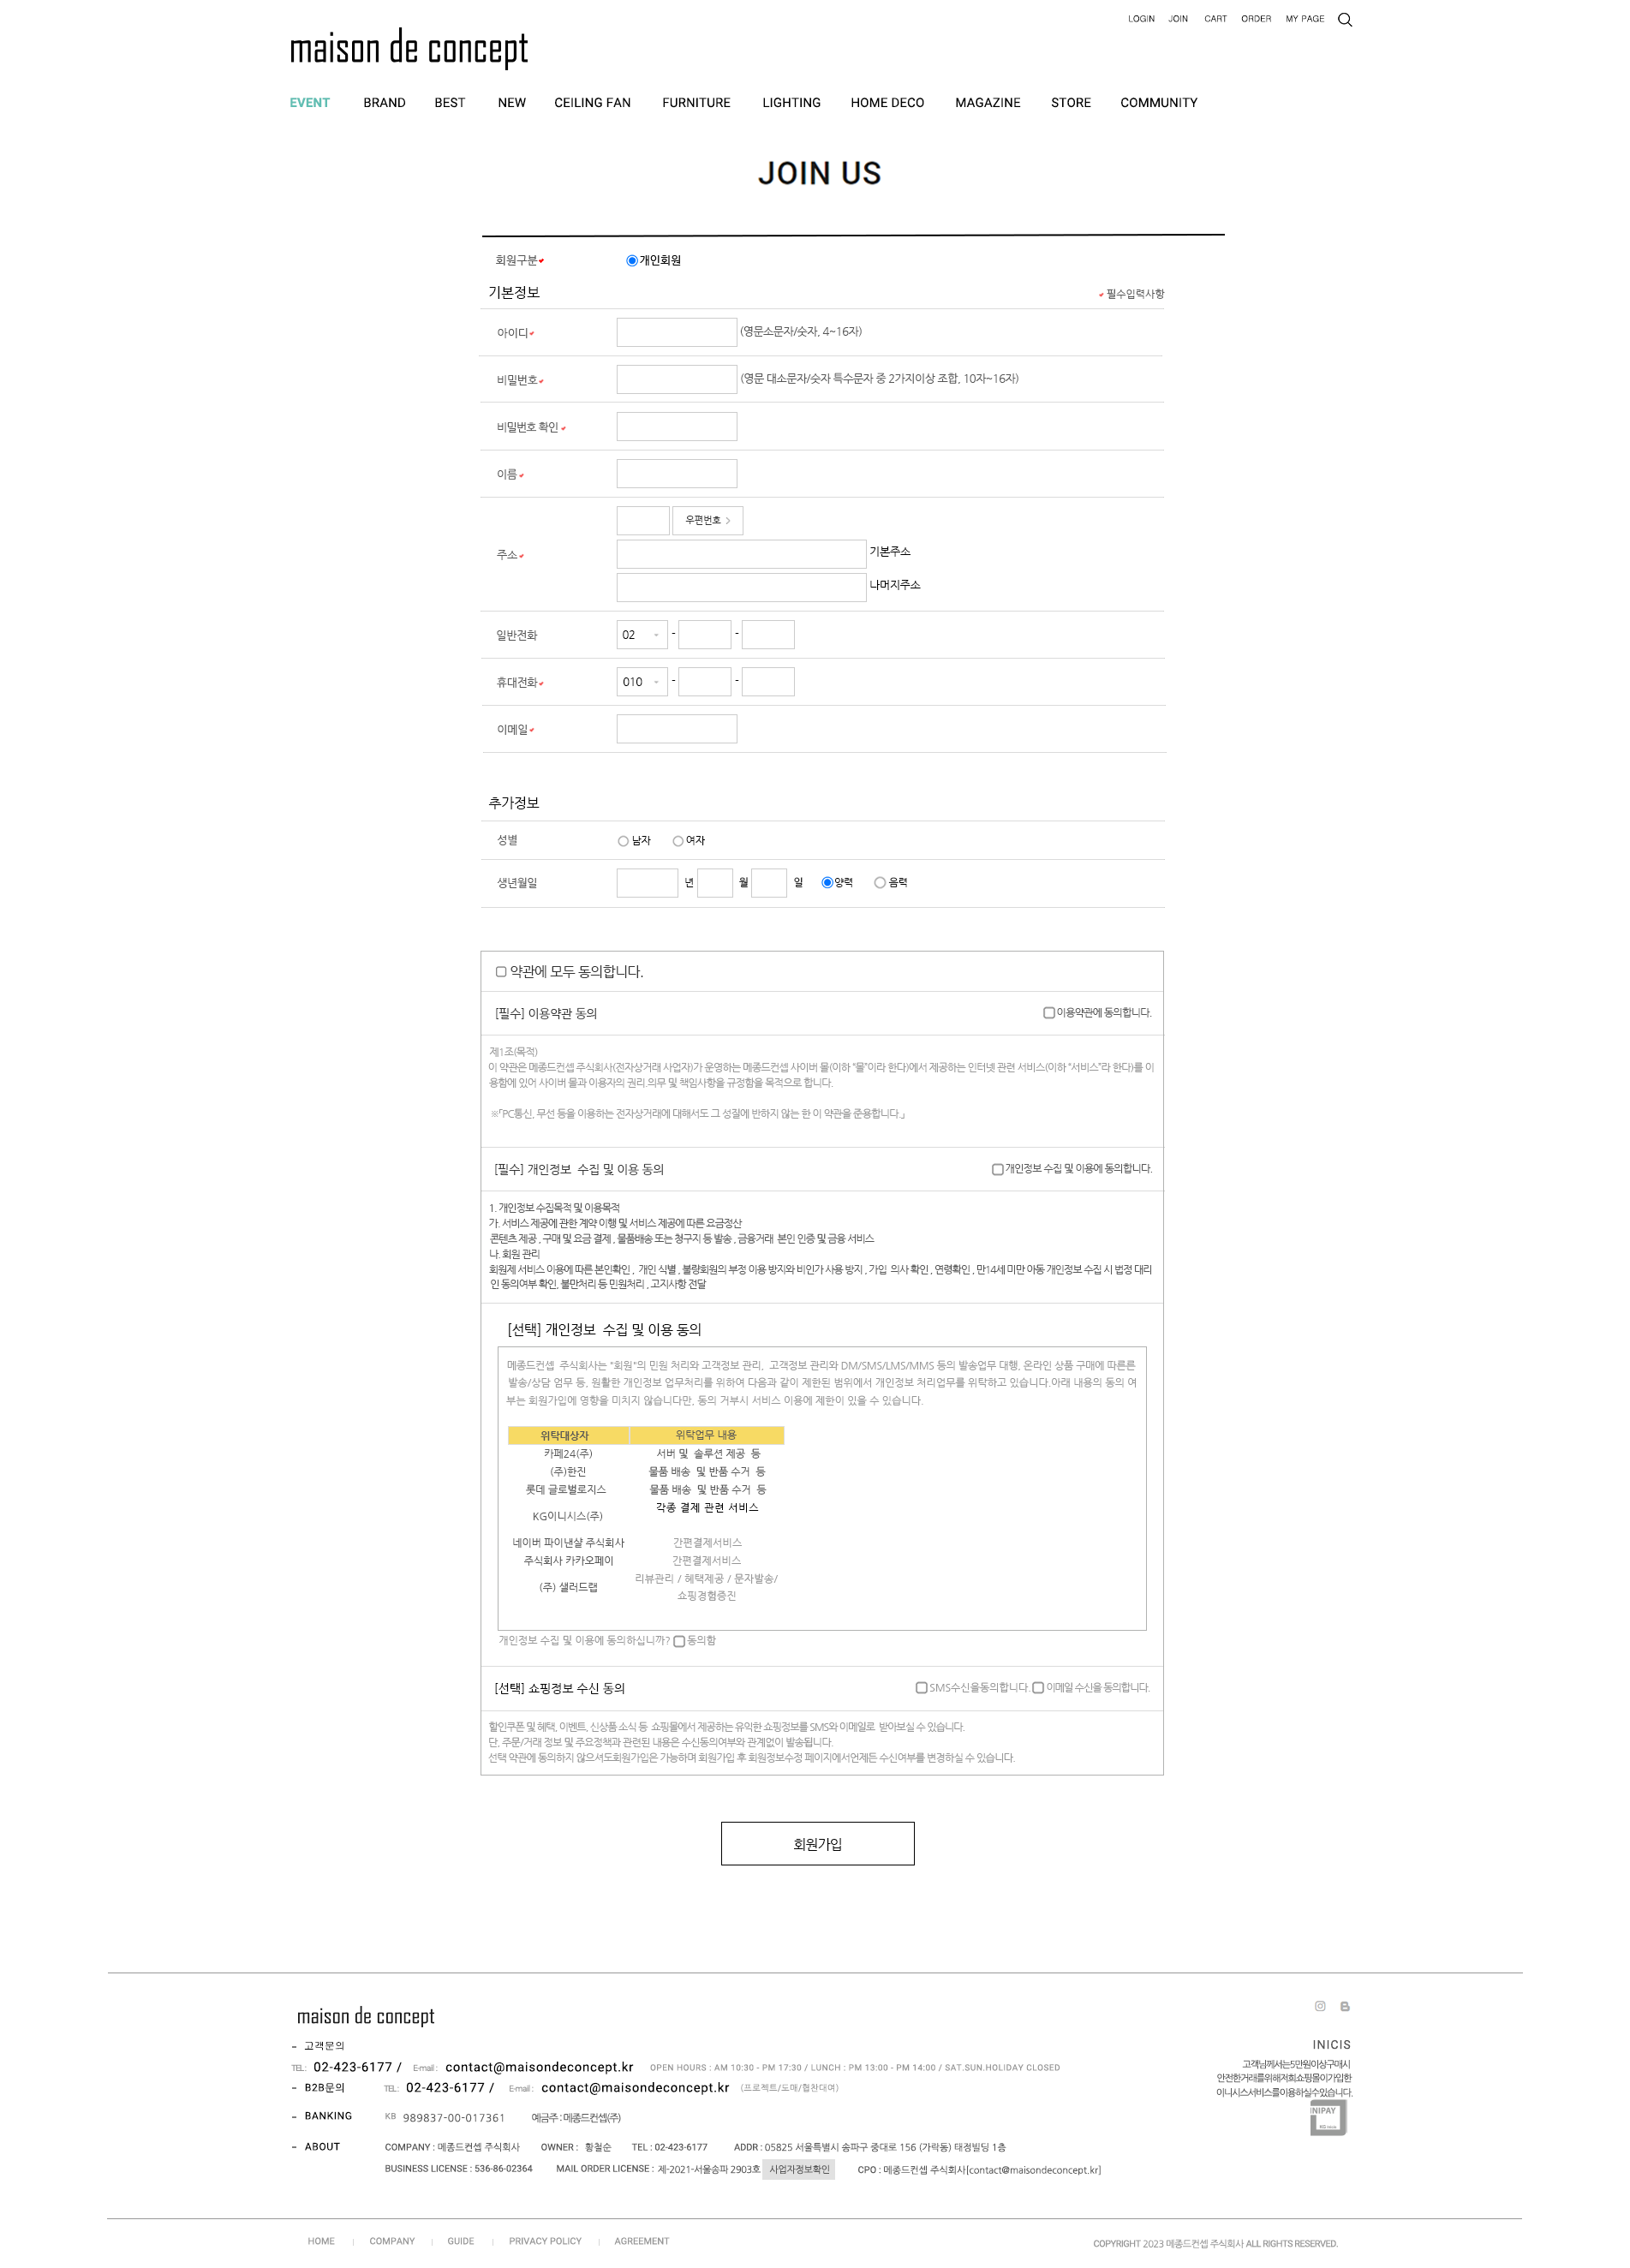 LOGIN JOIN CART ORDER MY PAGE
maison de concept
EVENT BRAND BEST NEW CEILING FAN FURNITURE LIGHTING HOME DECO MAGAZINE STORE COMMUNITY
JOIN US
회원구분 개인회원
기본정보 필수입력사항
아이디 (영문소문자/숫자, 4~16자)
비밀번호 (영문 대소문자/숫자 특수문자 중 2가지이상 조합, 10자~16자)
비밀번호 확인
이름
우편번호 >
기본주소
주소
나머지주소
일반전화 02 - -
휴대전화 010 - -
이메일
추가정보
성별 남자 여자
생년월일 년 월 일 양력 음력
약관에 모두 동의합니다.
[필수] 이용약관 동의 이용약관에 동의합니다.
제1조(목적)
이 약관은 메종드컨셉 주식회사(전자상거래 사업자)가 운영하는 메종드컨셉 사이버 몰(이하 "몰"이라 한다)에서 제공하는 인터넷 관련 서비스(이하 "서비스"라 한다)를 이
용함에 있어 사이버 몰과 이용자의 권리.의무 및 책임사항을 규정함을 목적으로 합니다.
※「PC통신, 무선 등을 이용하는 전자상거래에 대해서도 그 성질에 반하지 않는 한 이 약관을 준용합니다.」
[필수] 개인정보 수집 및 이용 동의 개인정보 수집 및 이용에 동의합니다.
1. 개인정보 수집목적 및 이용목적
가. 서비스 제공에 관한 계약 이행 및 서비스 제공에 따른 요금정산
콘텐츠 제공 , 구매 및 요금 결제 , 물품배송 또는 청구지 등 발송 , 금융거래 본인 인증 및 금융 서비스
나. 회원 관리
회원제 서비스 이용에 따른 본인확인 , 개인 식별 , 불량회원의 부정 이용 방지와 비인가 사용 방지 , 가입 의사 확인 , 연령확인 , 만14세 미만 아동 개인정보 수집 시 법정 대리
인 동의여부 확인, 불만처리 등 민원처리 , 고지사항 전달
[선택] 개인정보 수집 및 이용 동의
메종드컨셉 주식회사는 "회원"의 민원 처리와 고객정보 관리, 고객정보 관리와 DM/SMS/LMS/MMS 등의 발송업무 대행, 온라인 상품 구매에 따른른
발송/상담 업무 등, 원활한 개인정보 업무처리를 위하여 다음과 같이 제한된 범위에서 개인정보 처리업무를 위탁하고 있습니다.아래 내용의 동의 여
부는 회원가입에 영향을 미치지 않습니다만, 동의 거부시 서비스 이용에 제한이 있을 수 있습니다.
위탁대상자 위탁업무 내용
카페24(주) 서버 및 솔루션 제공 등
(주)한진 물품 배송 및 반품 수거 등
롯데 글로벌로지스 물품 배송 및 반품 수거 등
각종 결제 관련 서비스
KG이니시스(주)
네이버 파이낸샬 주식회사 간편결제서비스
주식회사 카카오페이 간편결제서비스
리뷰관리 / 혜택제공 / 문자발송/
(주) 샐러드랩
쇼핑경험증진
개인정보 수집 및 이용에 동의하십니까? 동의함
[선택] 쇼핑정보 수신 동의 SMS수신을동의합니다. 이메일 수신을 동의합니다.
할인쿠폰 및 혜택, 이벤트, 신상품 소식 등 쇼핑몰에서 제공하는 유익한 쇼핑정보를 SMS와 이메일로 받아보실 수 있습니다.
단, 주문/거래 정보 및 주요정책과 관련된 내용은 수신동의여부와 관계없이 발송됩니다.
선택 약관에 동의하지 않으셔도회원가입은 가능하며 회원가입 후 회원정보수정 페이지에서언제든 수신여부를 변경하실 수 있습니다.
회원가입
maison de concept
- 고객문의
TEL : 02-423-6177 / E-mail : contact@maisondeconcept.kr OPEN HOURS : AM 10:30 - PM 17:30 / LUNCH : PM 13:00 - PM 14:00 / SAT.SUN.HOLIDAY CLOSED
- B2B문의 TEL : 02-423-6177 / E-mail : contact@maisondeconcept.kr (프로젝트/도매/협찬대여)
- BANKING KB 989837-00-017361 예금주 : 메종드컨셉(주)
- ABOUT COMPANY : 메종드컨셉 주식회사 OWNER : 황철순 TEL : 02-423-6177 ADDR : 05825 서울특별시 송파구 중대로 156 (가락동) 태정빌딩 1층
BUSINESS LICENSE : 536-86-02364 MAIL ORDER LICENSE : 제-2021-서울송파 2903호 사업자정보확인 CPO : 메종드컨셉 주식회사[contact@maisondeconcept.kr]
INICIS
고객님께서는5만원이상구매시
안전한거래를위해저희쇼핑몰이가입한
이니시스서비스를이용하실수있습니다.
INIPAY
HOME | COMPANY | GUIDE | PRIVACY POLICY | AGREEMENT
COPYRIGHT 2023 메종드컨셉 주식회사 ALL RIGHTS RESERVED.